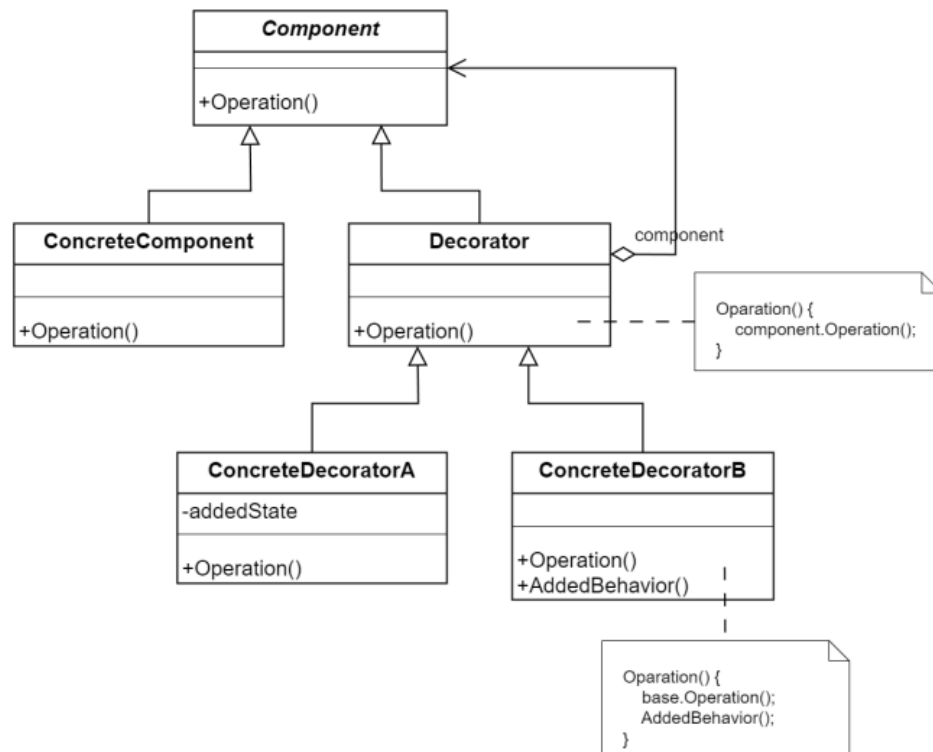 Component
+Operation()
ConcreteComponent
+Operation()
Decorator
+Operation()
component
Oparation() {
component.Operation();
}
ConcreteDecoratorA
-addedState
+Operation()
ConcreteDecoratorB
+Operation()
+AddedBehavior()
Oparation() {
base.Operation();
AddedBehavior();
}